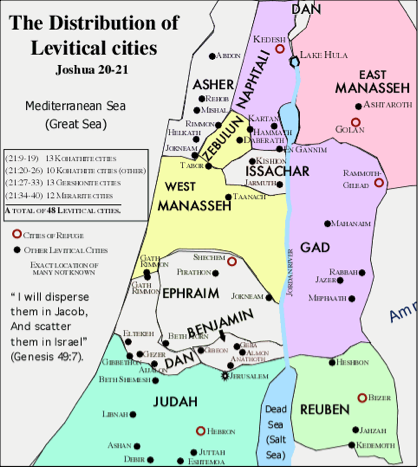 The Distribution of
Levitical cities
Joshua 20-21
DAN
KEDESH
LAKE HULA
ABDON
NAPHTALI
ASHER
EAST
MANASSEH
REHOB
MISHAL
ASHTAROTH
Mediterranean Sea
(Great Sea)
RIMMON
KARTAN
GOLAN
HELKATH
HAMMATH
ZEBULUN
DABERATH
JOKNEAM
EN GANNIM
(21:9-19) 13 KOHATHITE CITIES
(21:20-26) 10 KOHATHITE CITIES (OTHER)
(21:27-33) 13 GERSHONITE CITIES
(21:34-40) 12 MERARITE CITIES
A TOTAL OF 48 LEVITICAL CITIES.
TABOR
KISHION
ISSACHAR
JARMUTH
RAMMOTH-
GILEAD
WEST
MANASSEH
TAANACH
CITIES OF REFUGE
OTHER LEVITICAL CITIES
EXACT LOCATION OF
MANY NOT KNOWN
MAHANAIM
GAD
SHECHEM
GATH
RIMMON
PIRATHON
GATH
RIMMON
EPHRAIM
JOKNEAM
JORDAN RIVER
RABBAH
JAZER
MEPHAATH
" I will disperse
them in Jacob,
And scatter
them in Israel"
(Genesis 49:7).
BENJAMIN
ELTEKEH
BETH HORN
GIBEON
GEBA
ALMON
ANATHOTH
GIBBETHON
GEZER
DAN
AIJALON
JERUSALEM
BETH SHEMESH
HESHBON
JUDAH
Dead
Sea
(Salt
Sea)
REUBEN
BEZER
LIBNAH
HEBRON
JAHZAH
KEDEMOTH
ASHAN
JUTTAH
DEBIR
ESHTEMOA